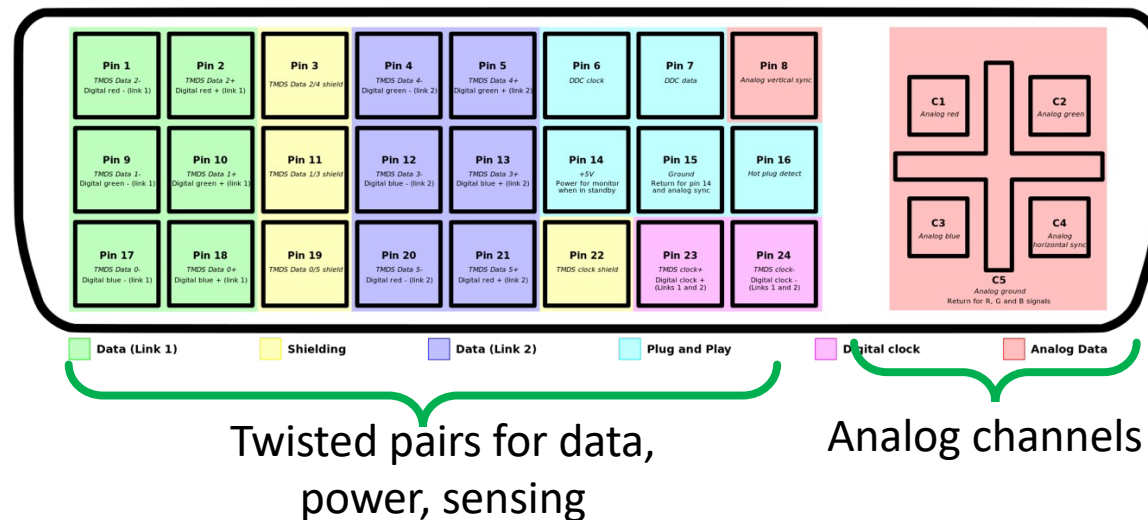 Pin 1
TMDS Data 2-
Digital red - (link 1)
Pin 2
TMDS Data 2+
Digital red + (link 1)
Pin 3
TMDS Data 2/4 shield
Pin 4
TMDS Data 4-
Digital green - (link 2)
Pin 5
TMDS Data 4+
Digital green + (link 2)
Pin 6
DDC clock
Pin 7
DDC data
Pin 8
Analog vertical sync
Pin 9
TMDS Data 1-
Digital green - (link 1)
Pin 10
TMDS Data 1+
Digital green + (link 1)
Pin 11
TMDS Data 1/3 shield
Pin 12
TMDS Data 3-
Digital blue - (link 2)
Pin 13
TMDS Data 3+
Digital blue + (link 2)
Pin 14
+5V
Power for monitor
when in standby
Pin 15
Ground
Return for pin 14
and analog sync
Pin 16
Hot plug detect
Pin 17
TMDS Data 0-
Digital blue - (link 1)
Pin 18
TMDS Data 0+
Digital blue + (link 1)
Pin 19
TMDS Data 0/5 shield
Pin 20
TMDS Data 5-
Digital red - (link 2)
Pin 21
TMDS Data 5+
Digital red + (link 2)
Pin 22
TMDS clock shield
Pin 23
TMDS clock+
Digital clock +
(Links 1 and 2)
Pin 24
TMDS clock-
Digital clock -
(Links 1 and 2)
C1
Analog red
C2
Analog green
C3
Analog blue
C4
Analog
horizontal sync
C5
Analog ground
Return for R, G and B signals
Data (Link 1)
Shielding
Data (Link 2)
Plug and Play
Digital clock
Analog Data
Twisted pairs for data,
power, sensing
Analog channels